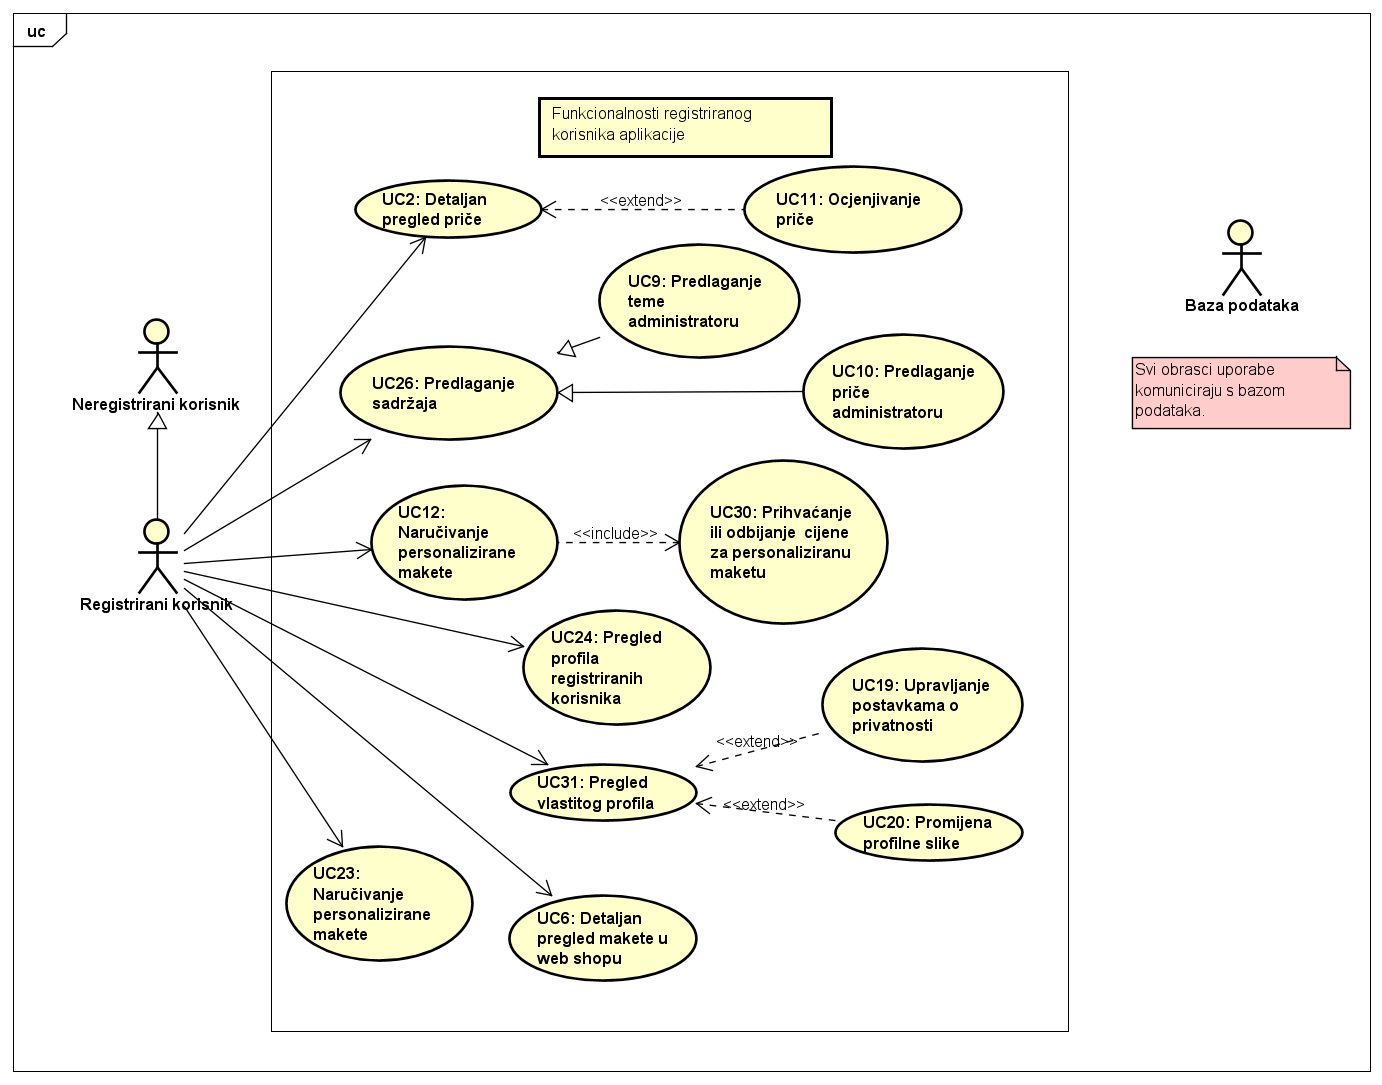 uc
Funkcionalnosti registriranog
korisnika aplikacije
UC2: Detaljan
pregled priče
<<extend>>
UC11: Ocjenjivanje
priče
UC9: Predlaganje
teme
administratoru
UC26: Predlaganje
sadržaja
UC10: Predlaganje
priče
administratoru
Neregistrirani korisnik
Baza podataka
Svi obrasci uporabe
komuniciraju s bazom
podataka.
UC12:
Naručivanje
personalizirane
makete
<<include>>
UC30: Prihvaćanje
ili odbijanje  cijene
za personaliziranu
maketu
Registrirani korisnik
UC24: Pregled
profila
registriranih
korisnika
UC19: Upravljanje
postavkama o
privatnosti
<<extend>>
UC31: Pregled
vlastitog profila
<<extend>>
UC20: Promijena
profilne slike
UC23:
Naručivanje
personalizirane
makete
UC6: Detaljan
pregled makete u
web shopu